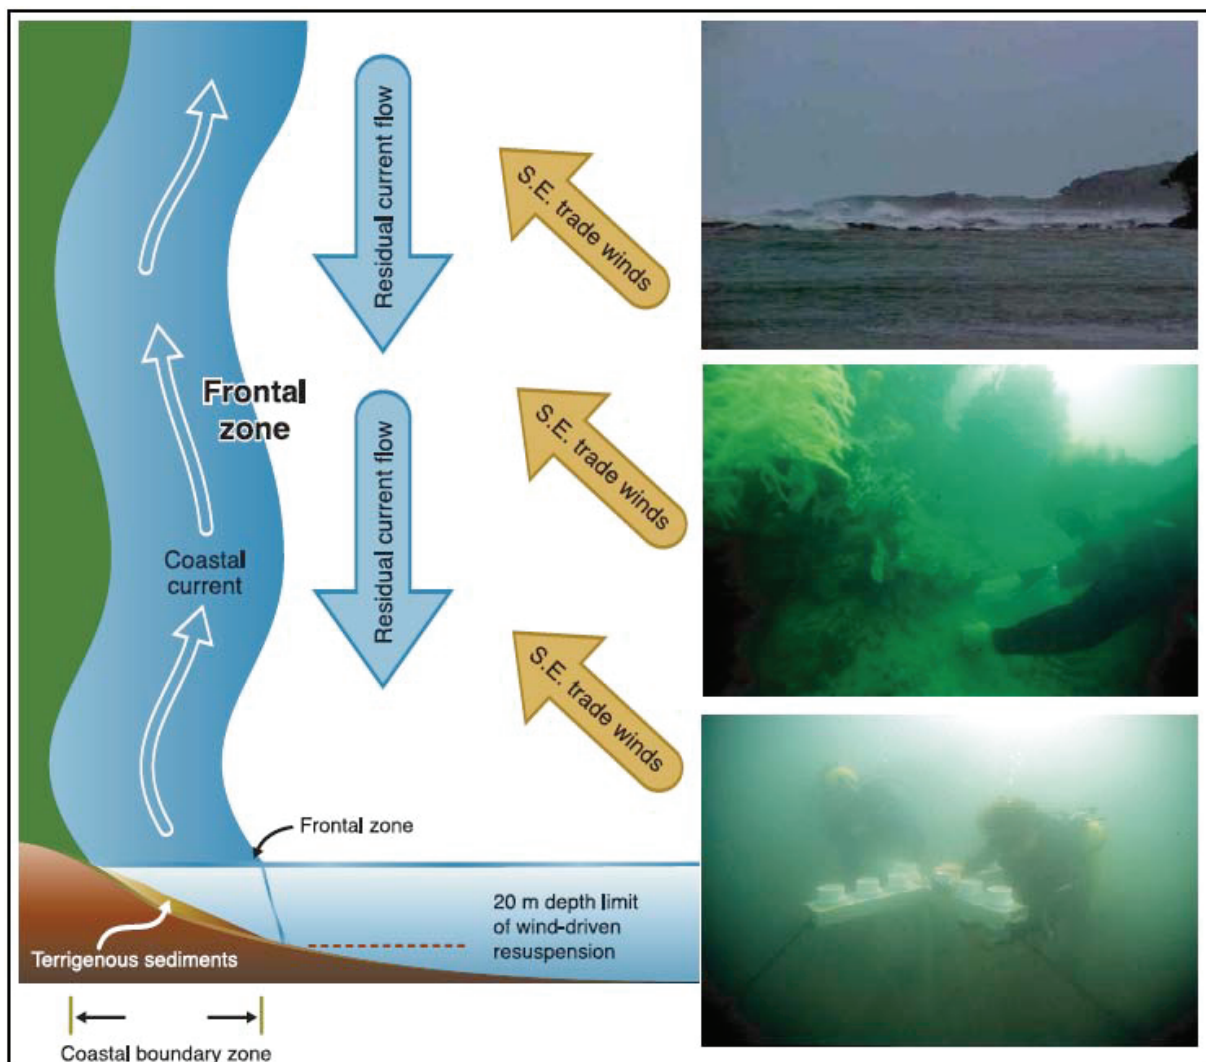 Residual current flow
S.E. trade winds
Frontal
zone
S.E. trade winds
Residual current flow
Coastal
current
S.E. trade winds
Frontal zone
20 m depth limit
of wind-driven
resuspension
Terrigenous sediments
Coastal boundary zone